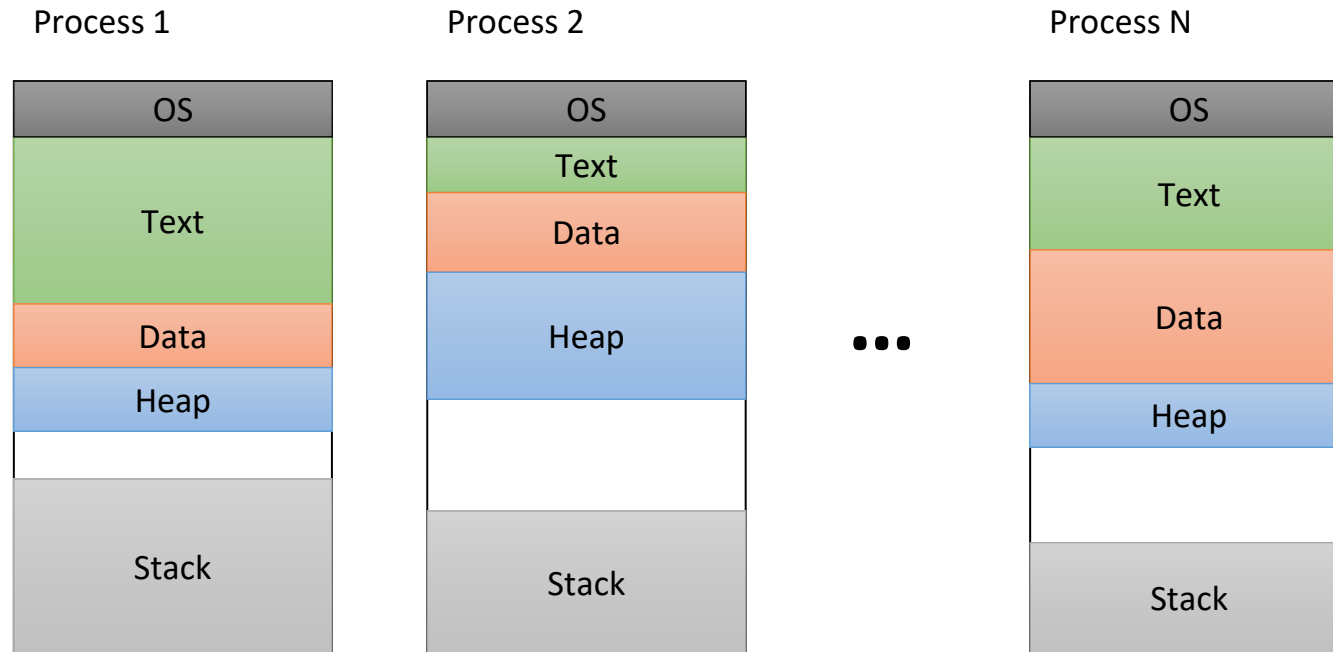 Process 1
Process 2
Process N
OS
Text
Data
Heap
Stack
OS
Text
Data
Heap
Stack
...
OS
Text
Data
Heap
Stack